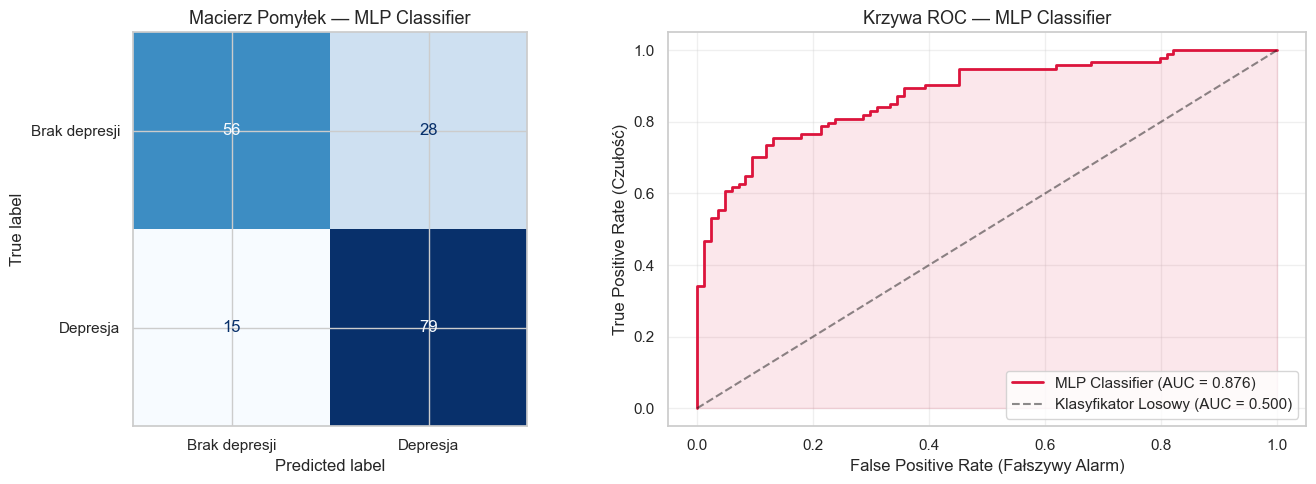 Macierz Pomyłek — MLP Classifier
True label
Brak depresji
56
28
Depresja
15
79
Brak depresji
Depresja
Predicted label
Krzywa ROC — MLP Classifier
True Positive Rate (Czułość)
1.0
0.8
0.6
0.4
0.2
0.0
MLP Classifier (AUC = 0.876)
Klasyfikator Losowy (AUC = 0.500)
0.0
0.2
0.4
0.6
0.8
1.0
False Positive Rate (Fałszywy Alarm)